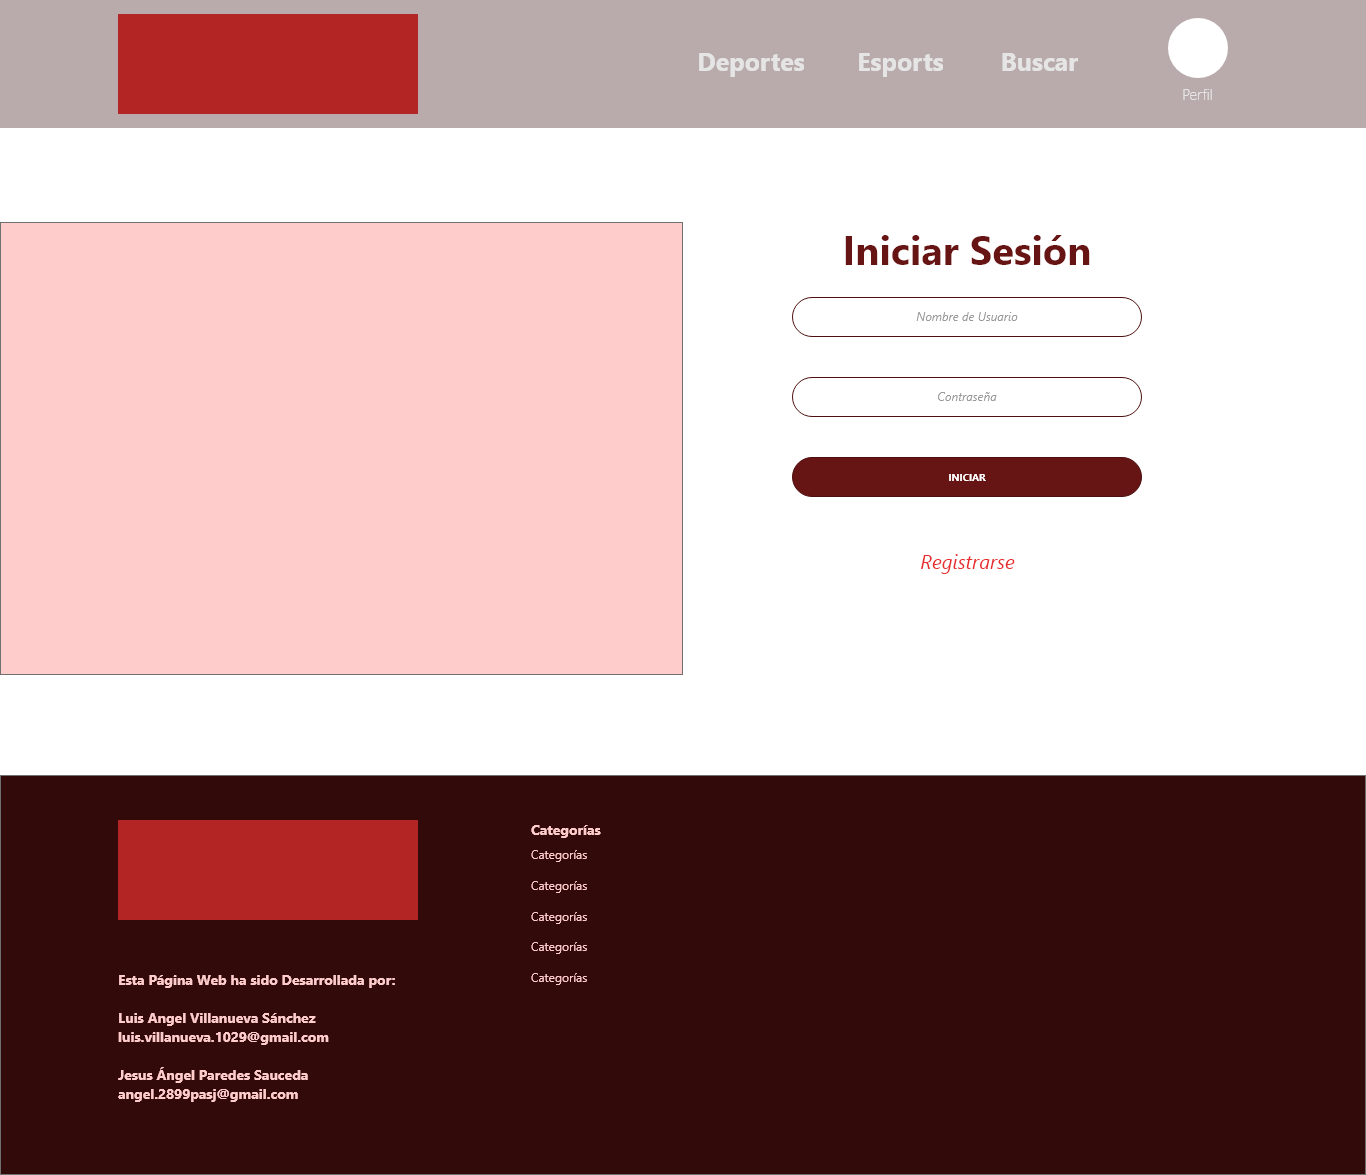 Deportes
Esports
Buscar
Perfil
Iniciar Sesión
Nombre de Usuario
Contraseña
INICIAR
Registrarse
Esta Página Web ha sido Desarrollada por:
Luis Angel Villanueva Sánchez
luis.villanueva.1029@gmail.com
Jesus Ángel Paredes Sauceda
angel.2899pasj@gmail.com
Categorías
Categorías
Categorías
Categorías
Categorías
Categorías